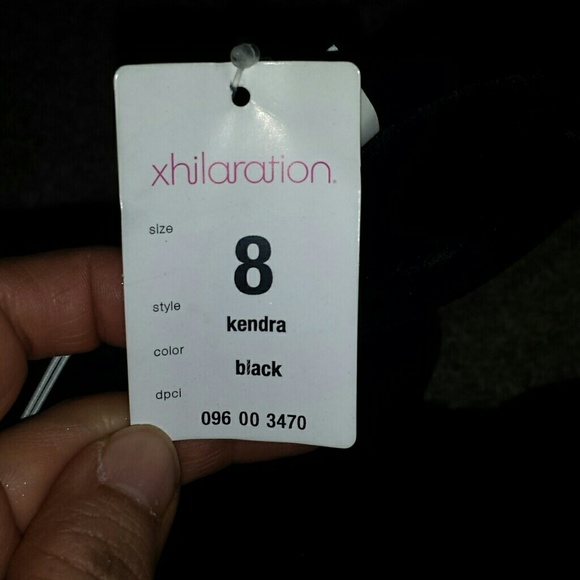 xhilaration.
size
8
style
kendra
color
black
dpci
096 00 3470